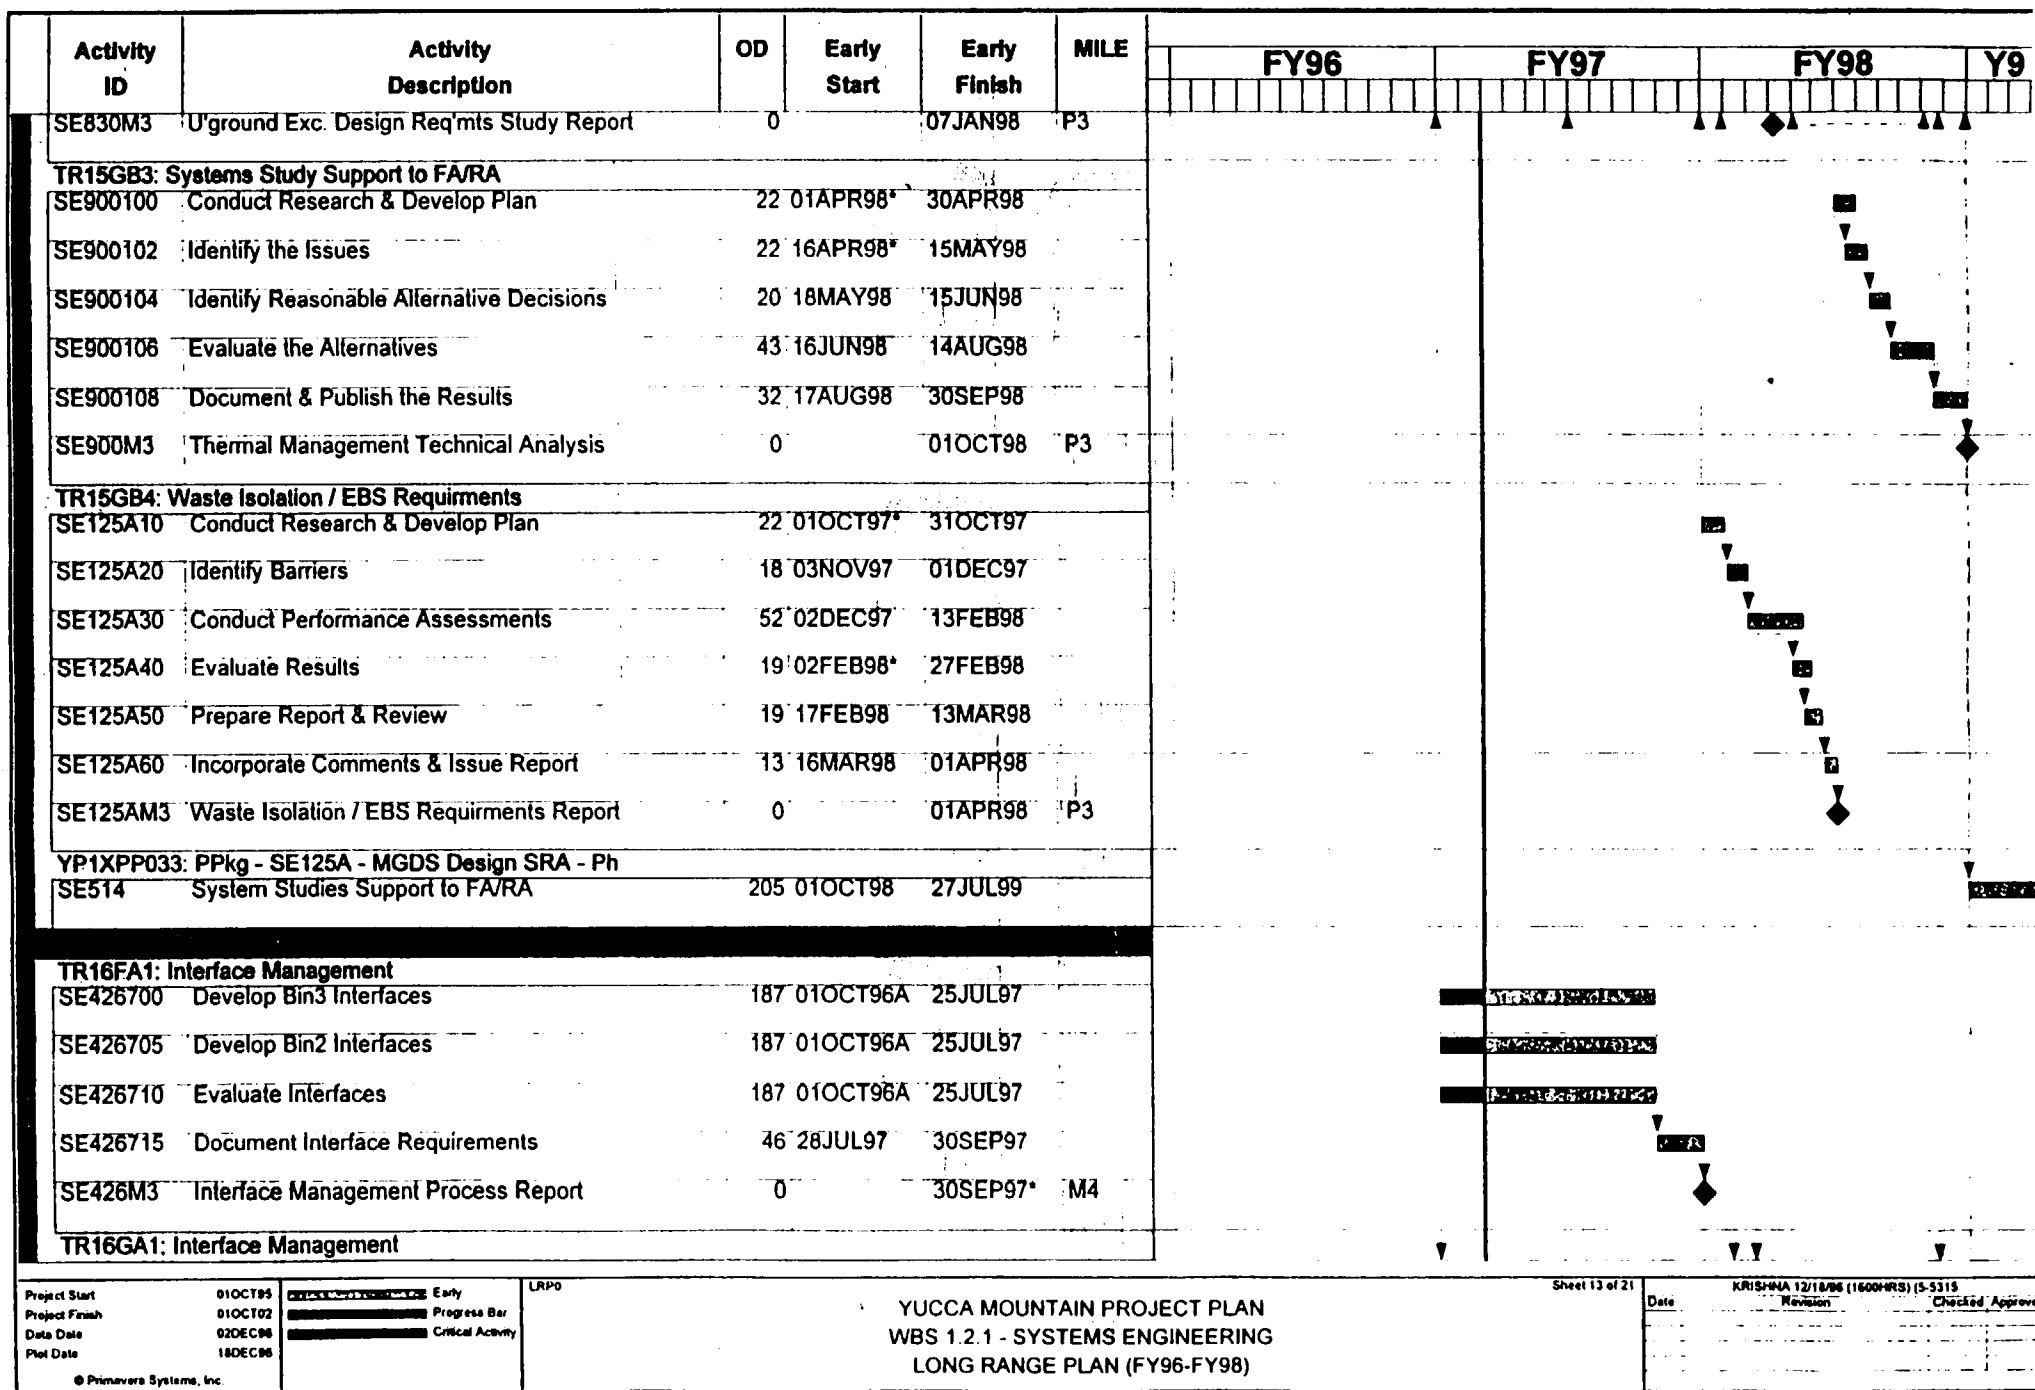 Activity ID Activity Description OD Early Start Early Finish MILE FY96 FY97 FY98 Y9
SE830M3 U'ground Exc. Design Req'mts Study Report 0 07JAN98 P3
TR15GB3: Systems Study Support to FA/RA
SE900100 Conduct Research & Develop Plan 22 01APR98* 30APR98
SE900102 Identify the Issues 22 16APR98* 15MAY98
SE900104 Identify Reasonable Alternative Decisions 20 18MAY98 15JUN98
SE900106 Evaluate the Alternatives 43 16JUN98 14AUG98
SE900108 Document & Publish the Results 32 17AUG98 30SEP98
SE900M3 Thermal Management Technical Analysis 0 01OCT98 P3
TR15GB4: Waste Isolation / EBS Requirments
SE125A10 Conduct Research & Develop Plan 22 01OCT97* 31OCT97
SE125A20 Identify Barriers 18 03NOV97 01DEC97
SE125A30 Conduct Performance Assessments 52 02DEC97 13FEB98
SE125A40 Evaluate Results 19 02FEB98* 27FEB98
SE125A50 Prepare Report & Review 19 17FEB98 13MAR98
SE125A60 Incorporate Comments & Issue Report 13 16MAR98 01APR98
SE125AM3 Waste Isolation / EBS Requirments Report 0 01APR98 P3
YP1XPP033: PPkg - SE125A - MGDS Design SRA - Ph
SE514 System Studies Support to FA/RA 205 01OCT98 27JUL99
TR16FA1: Interface Management
SE426700 Develop Bin3 Interfaces 187 01OCT96A 25JUL97
SE426705 Develop Bin2 Interfaces 187 01OCT96A 25JUL97
SE426710 Evaluate Interfaces 187 01OCT96A 25JUL97
SE426715 Document Interface Requirements 46 28JUL97 30SEP97
SE426M3 Interface Management Process Report 0 30SEP97* M4
TR16GA1: Interface Management
Project Start 01OCT95
Project Finish 01OCT02
Data Date 02DEC96
Plot Date 18DEC96
© Primavera Systems, Inc.
Early
Progress Bar
Critical Activity
LRP0
YUCCA MOUNTAIN PROJECT PLAN
WBS 1.2.1 - SYSTEMS ENGINEERING
LONG RANGE PLAN (FY96-FY98)
Sheet 13 of 21
KRISHNA 12/18/96 (1600HRS) (5-5315
Date Revision Checked Approve